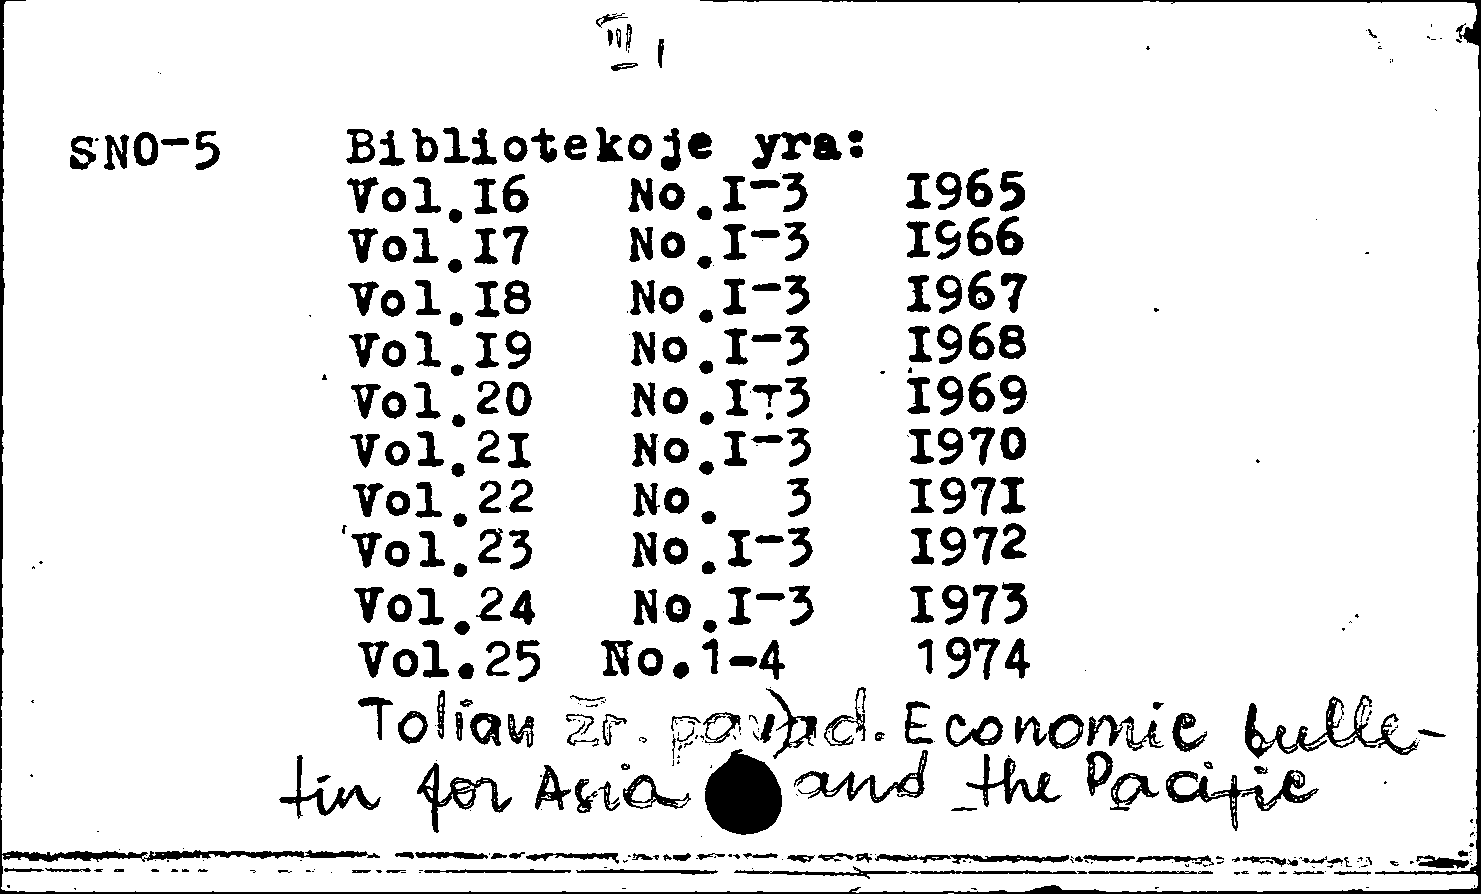 III
SNO-5 Bibliotekoje yra:
Vol.I6 No.I-3 I965
Vol.I7 No.I-3 I966
Vol.I8 No.I-3 I967
Vol.I9 No.I-3 I968
Vol.20 No.I-3 I969
Vol.2I No.I-3 I970
Vol.22 No. 3 I97I
Vol.23 No.I-3 I972
Vol.24 No.I-3 I973
Vol.25 No.1-4 1974
Toliau žr. pavad. Economic bulle-
tin for Asia and the Pacific